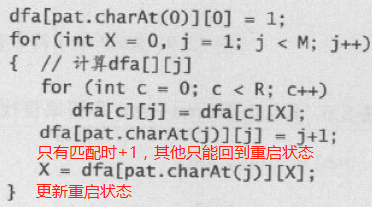 dfa[pat.charAt(0)][0] = 1;
for (int X = 0, j = 1; j < M; j++)
{ // 计算dfa[][j]
for (int c = 0; c < R; c++)
dfa[c][j] = dfa[c][X];
dfa[pat.charAt(j)][j] = j+1;
只有匹配时+1，其他只能回到重启状态
X = dfa[pat.charAt(j)][X];
} 更新重启状态